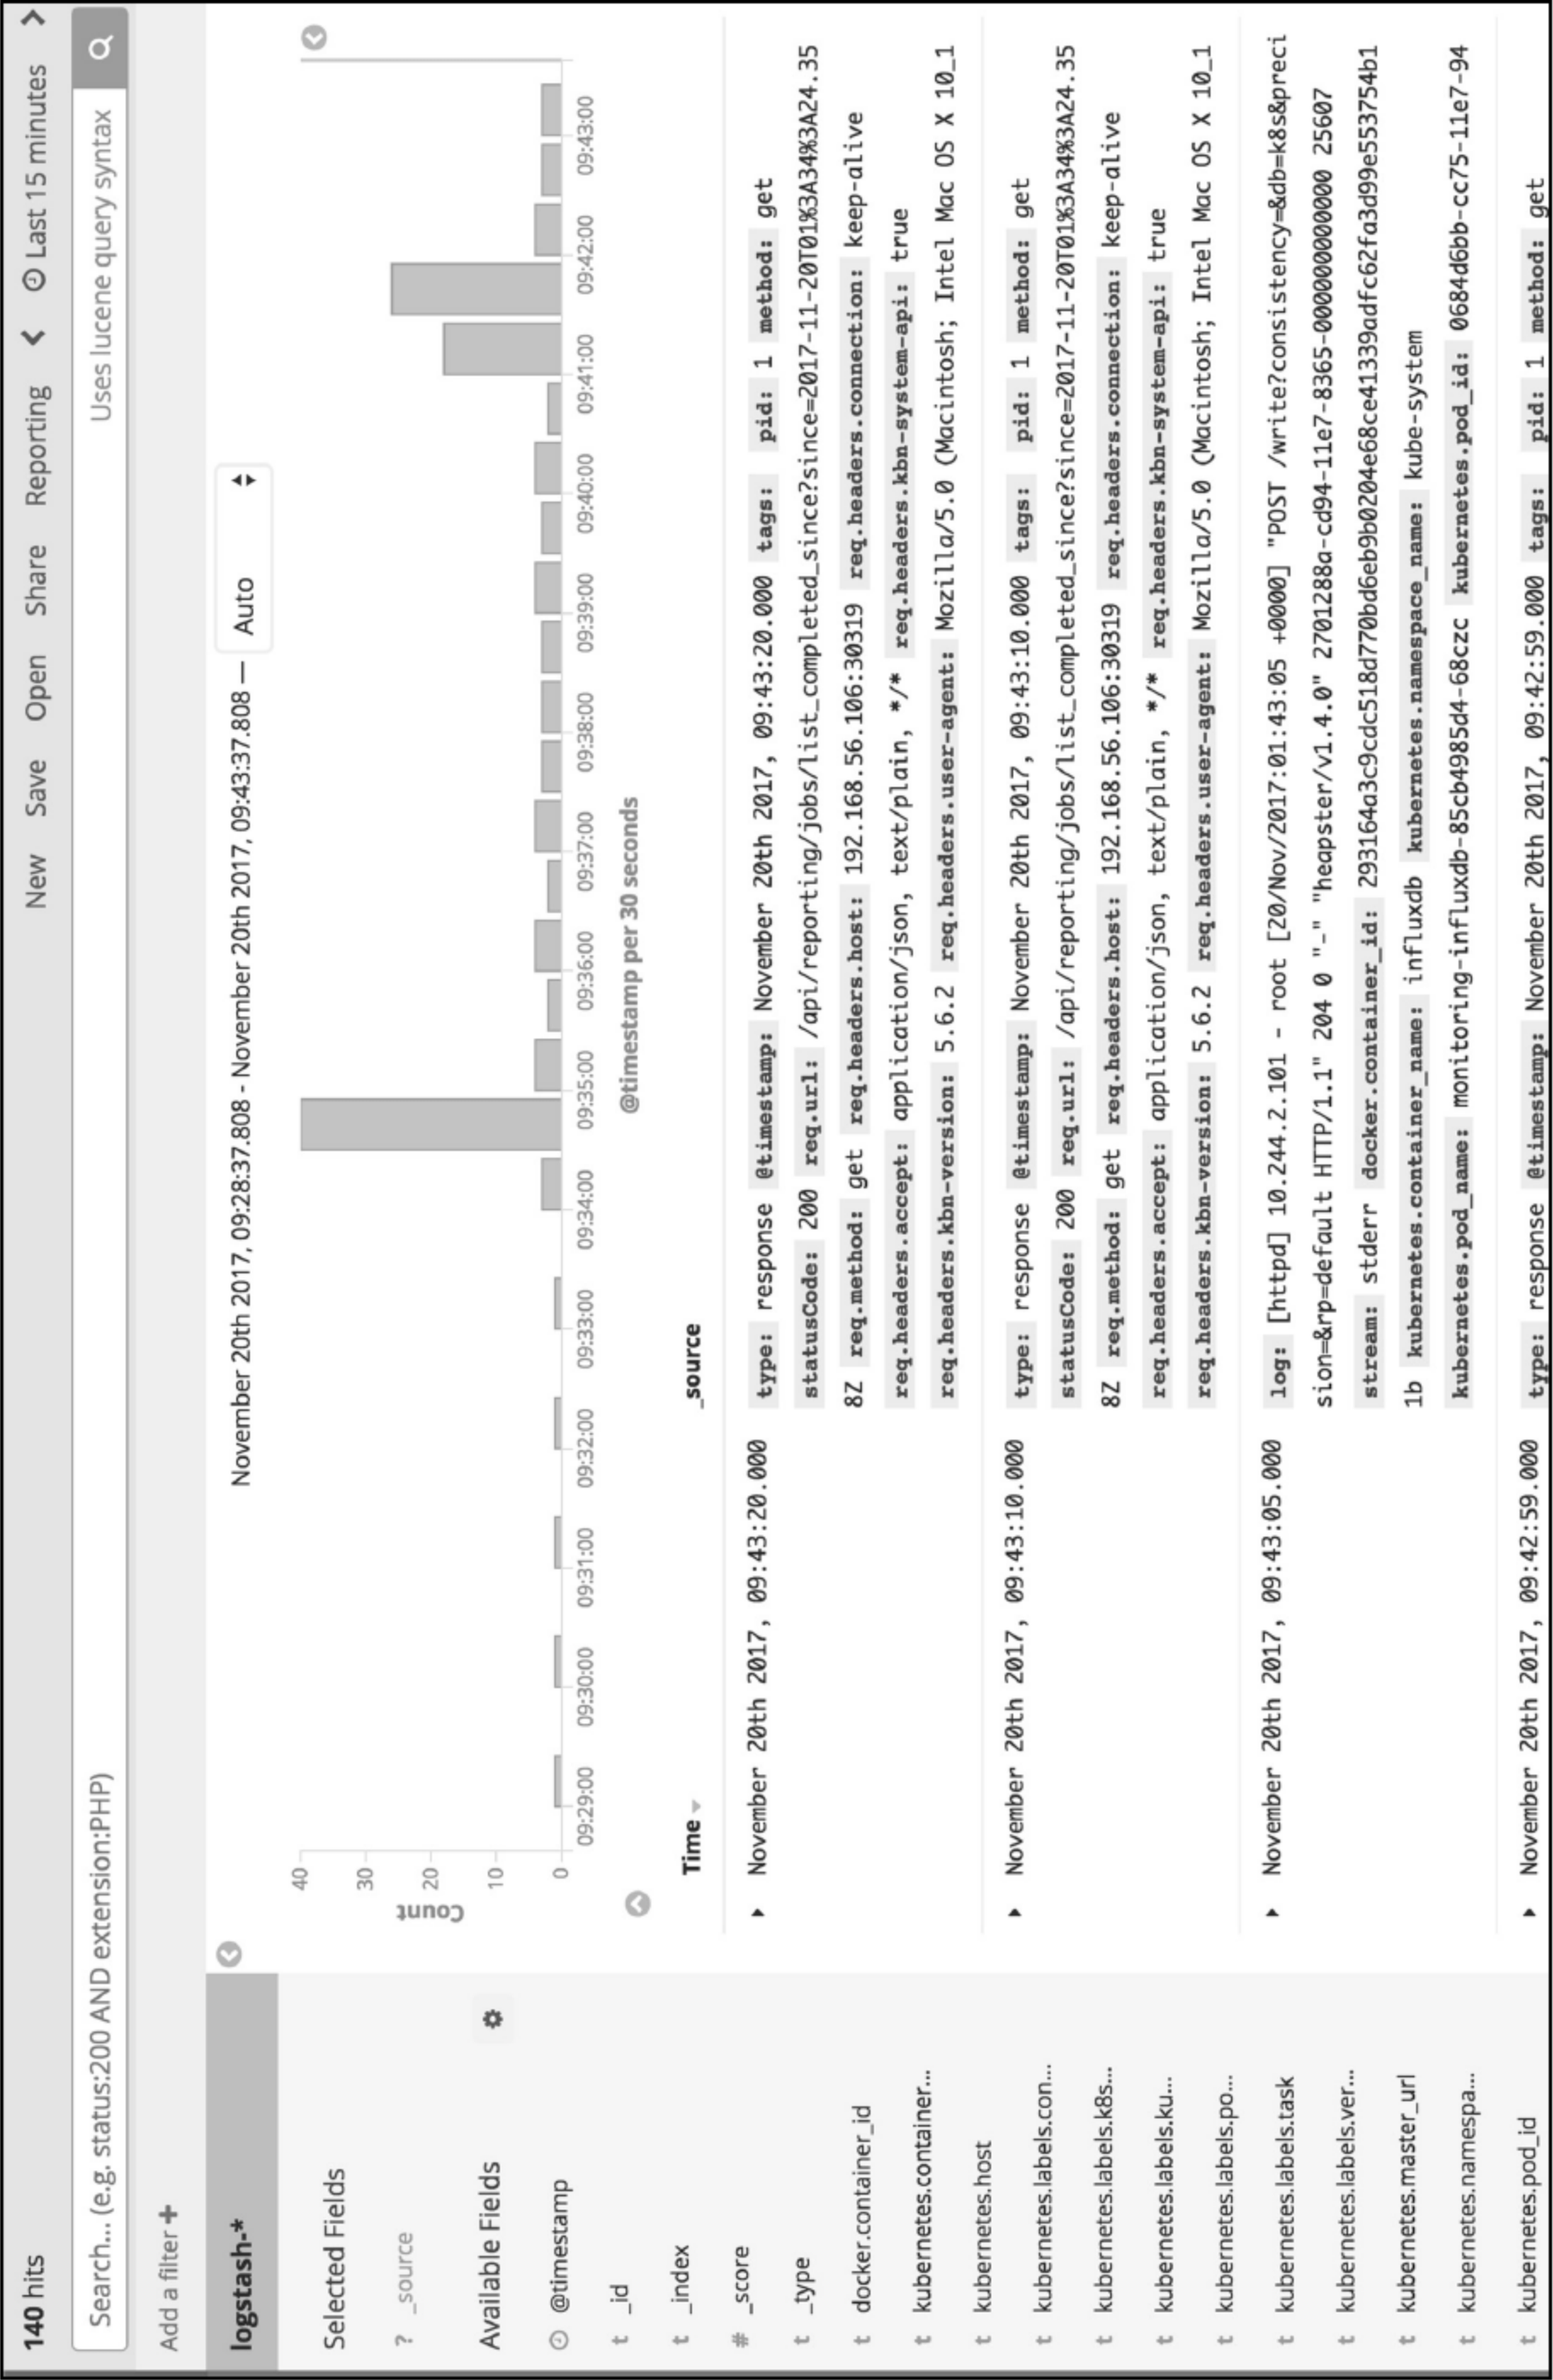 140 hits
New Save Open Share Reporting Last 15 minutes
Search... (e.g. status:200 AND extension:PHP) Uses lucene query syntax
Add a filter
logstash-*
Selected Fields
? _source
Available Fields
@timestamp
t _id
t _index
# _score
t _type
t docker.container_id
t kubernetes.container...
t kubernetes.host
t kubernetes.labels.con...
t kubernetes.labels.k8s...
t kubernetes.labels.ku...
t kubernetes.labels.po...
t kubernetes.labels.task
t kubernetes.labels.ver...
t kubernetes.master_url
t kubernetes.namespa...
t kubernetes.pod_id
November 20th 2017, 09:28:37.808 - November 20th 2017, 09:43:37.808 — Auto
Count
40
30
20
10
0
09:29:00 09:30:00 09:31:00 09:32:00 09:33:00 09:34:00 09:35:00 09:36:00 09:37:00 09:38:00 09:39:00 09:40:00 09:41:00 09:42:00 09:43:00
@timestamp per 30 seconds
Time _source
November 20th 2017, 09:43:20.000 type: response @timestamp: November 20th 2017, 09:43:20.000 tags: pid: 1 method: get
statusCode: 200 req.url: /api/reporting/jobs/list_completed_since?since=2017-11-20T01%3A34%3A24.35
8Z req.method: get req.headers.host: 192.168.56.106:30319 req.headers.connection: keep-alive
req.headers.accept: application/json, text/plain, */* req.headers.kbn-system-api: true
req.headers.kbn-version: 5.6.2 req.headers.user-agent: Mozilla/5.0 (Macintosh; Intel Mac OS X 10_1
November 20th 2017, 09:43:10.000 type: response @timestamp: November 20th 2017, 09:43:10.000 tags: pid: 1 method: get
statusCode: 200 req.url: /api/reporting/jobs/list_completed_since?since=2017-11-20T01%3A34%3A24.35
8Z req.method: get req.headers.host: 192.168.56.106:30319 req.headers.connection: keep-alive
req.headers.accept: application/json, text/plain, */* req.headers.kbn-system-api: true
req.headers.kbn-version: 5.6.2 req.headers.user-agent: Mozilla/5.0 (Macintosh; Intel Mac OS X 10_1
November 20th 2017, 09:43:05.000 log: [httpd] 10.244.2.101 - root [20/Nov/2017:01:43:05 +0000] "POST /write?consistency=&db=k8s&preci
sion=&rp=default HTTP/1.1" 204 0 "-" "heapster/v1.4.0" 2701288a-cd94-11e7-8365-000000000000 25607
stream: stderr docker.container_id: 293164a3c9cdc518d770bd6eb9b0204e68ce41339adfc62fa3d99e553754b1
1b kubernetes.container_name: influxdb kubernetes.namespace_name: kube-system
kubernetes.pod_name: monitoring-influxdb-85cb4985d4-68czc kubernetes.pod_id: 0684d6bb-cc75-11e7-94
November 20th 2017, 09:42:59.000 type: response @timestamp: November 20th 2017, 09:42:59.000 tags: pid: 1 method: get